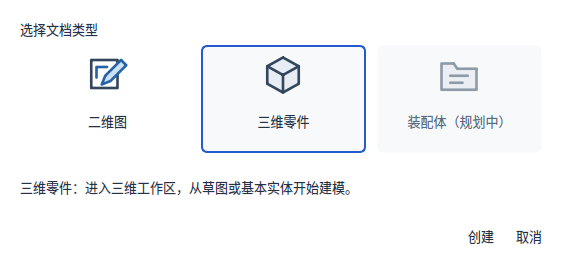 选择文档类型
二维图
三维零件
装配体（规划中）
三维零件：进入三维工作区，从草图或基本实体开始建模。
创建 取消